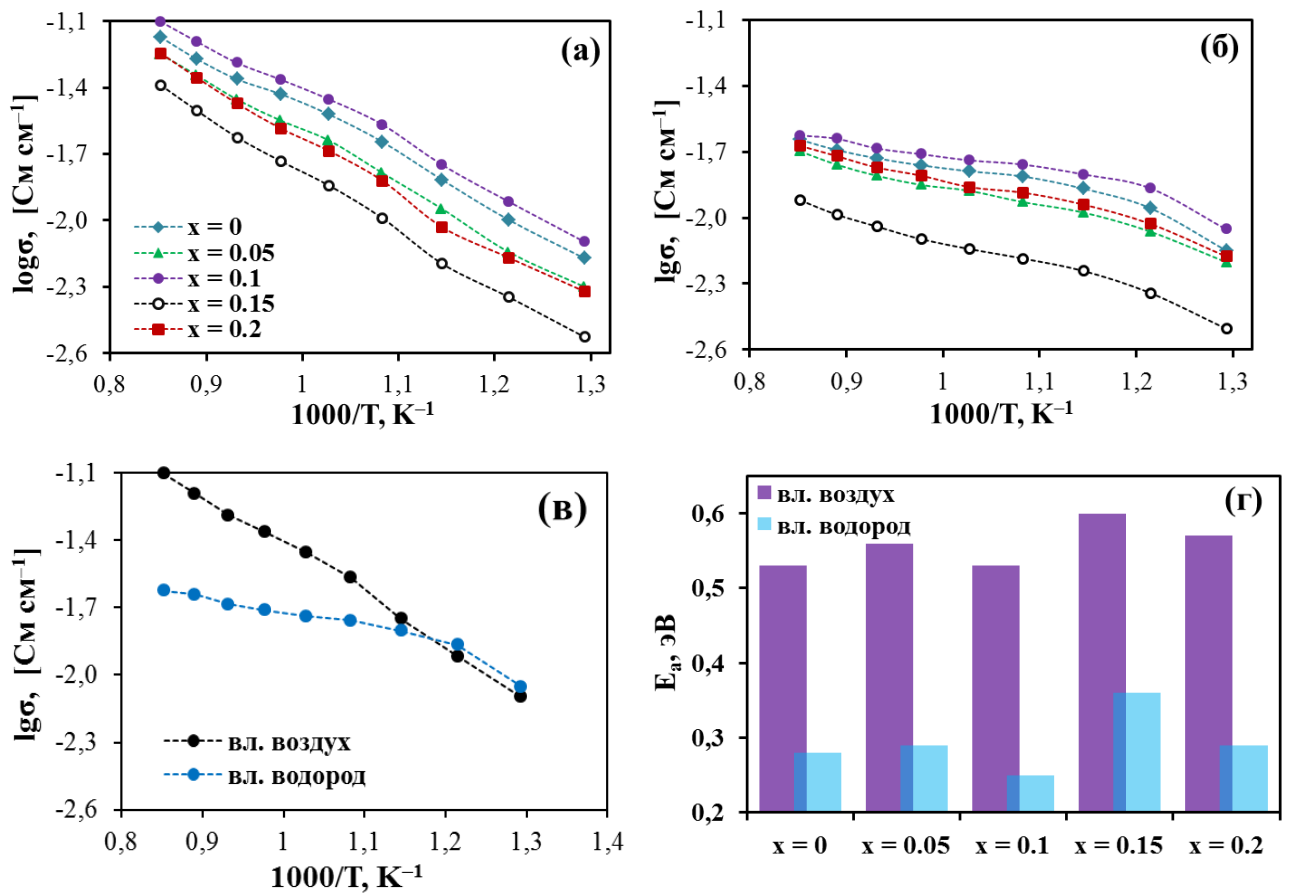 (а)
-1,1
-1,4
-1,7
-2,0
-2,3
-2,6
logσ, [См см⁻¹]
x = 0
x = 0.05
x = 0.1
x = 0.15
x = 0.2
0,8 0,9 1 1,1 1,2 1,3
1000/T, K⁻¹
(б)
-1,1
-1,4
-1,7
-2,0
-2,3
-2,6
lgσ, [См см⁻¹]
0,8 0,9 1 1,1 1,2 1,3
1000/T, K⁻¹
(в)
-1,1
-1,4
-1,7
-2,0
-2,3
-2,6
lgσ, [См см⁻¹]
вл. воздух
вл. водород
0,8 0,9 1 1,1 1,2 1,3 1,4
1000/T, K⁻¹
(г)
вл. воздух
вл. водород
0,6
0,5
0,4
0,3
0,2
Eₐ, эВ
x = 0 x = 0.05 x = 0.1 x = 0.15 x = 0.2